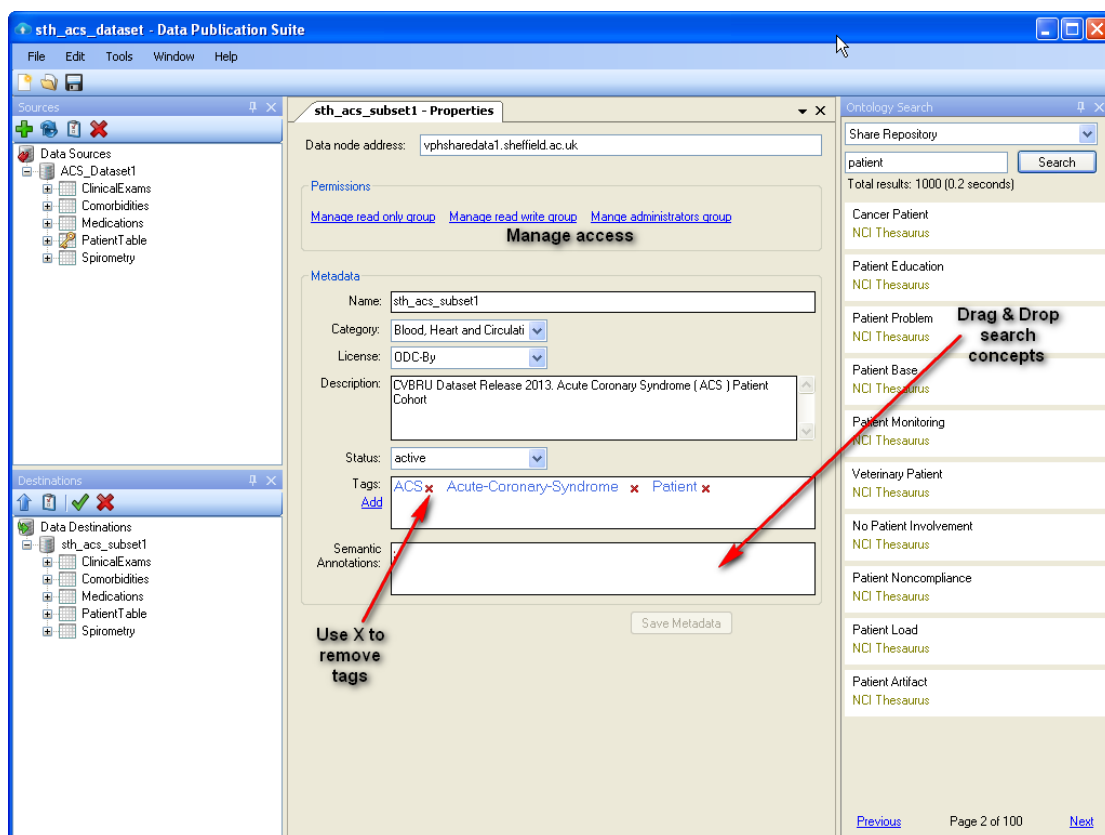 sth_acs_dataset - Data Publication Suite
File Edit Tools Window Help
Sources
Data Sources
ACS_Dataset1
ClinicalExams
Comorbidities
Medications
PatientTable
Spirometry
Destinations
Data Destinations
sth_acs_subset1
ClinicalExams
Comorbidities
Medications
PatientTable
Spirometry
sth_acs_subset1 - Properties
Data node address: vphsharedata1.sheffield.ac.uk
Permissions
Manage read only group Manage read write group Mange administrators group
Manage access
Metadata
Name: sth_acs_subset1
Category: Blood, Heart and Circulati
License: ODC-By
Description: CVBRU Dataset Release 2013. Acute Coronary Syndrome ( ACS ) Patient
Cohort
Status: active
Tags: ACS x Acute-Coronary-Syndrome x Patient x
Add
Semantic
Annotations:
Save Metadata
Use X to
remove
tags
Ontology Search
Share Repository
patient Search
Total results: 1000 (0.2 seconds)
Cancer Patient
NCI Thesaurus
Patient Education
NCI Thesaurus
Patient Problem
NCI Thesaurus
Drag & Drop
search
concepts
Patient Base
NCI Thesaurus
Patient Monitoring
NCI Thesaurus
Veterinary Patient
NCI Thesaurus
No Patient Involvement
NCI Thesaurus
Patient Noncompliance
NCI Thesaurus
Patient Load
NCI Thesaurus
Patient Artifact
NCI Thesaurus
Previous Page 2 of 100 Next